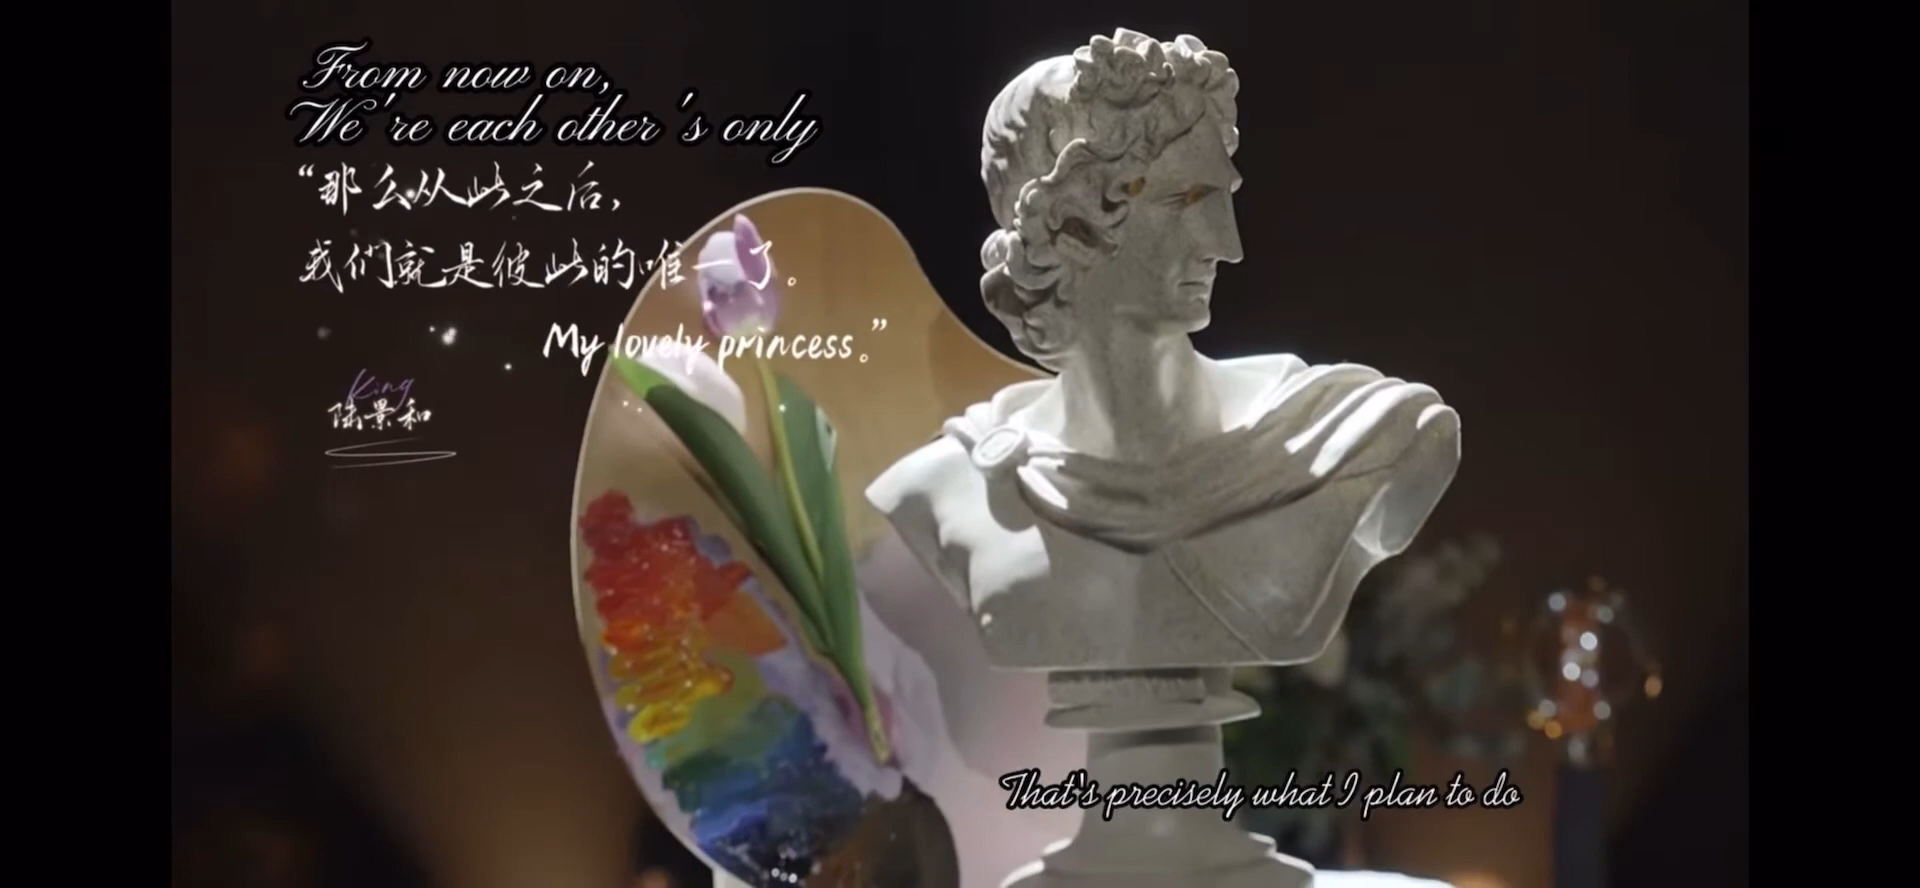 From now on,
We're each other's only
“那么从此之后,
我们就是彼此的唯一了。
My lovely princess。”
King
陆景和
That's precisely what I plan to do